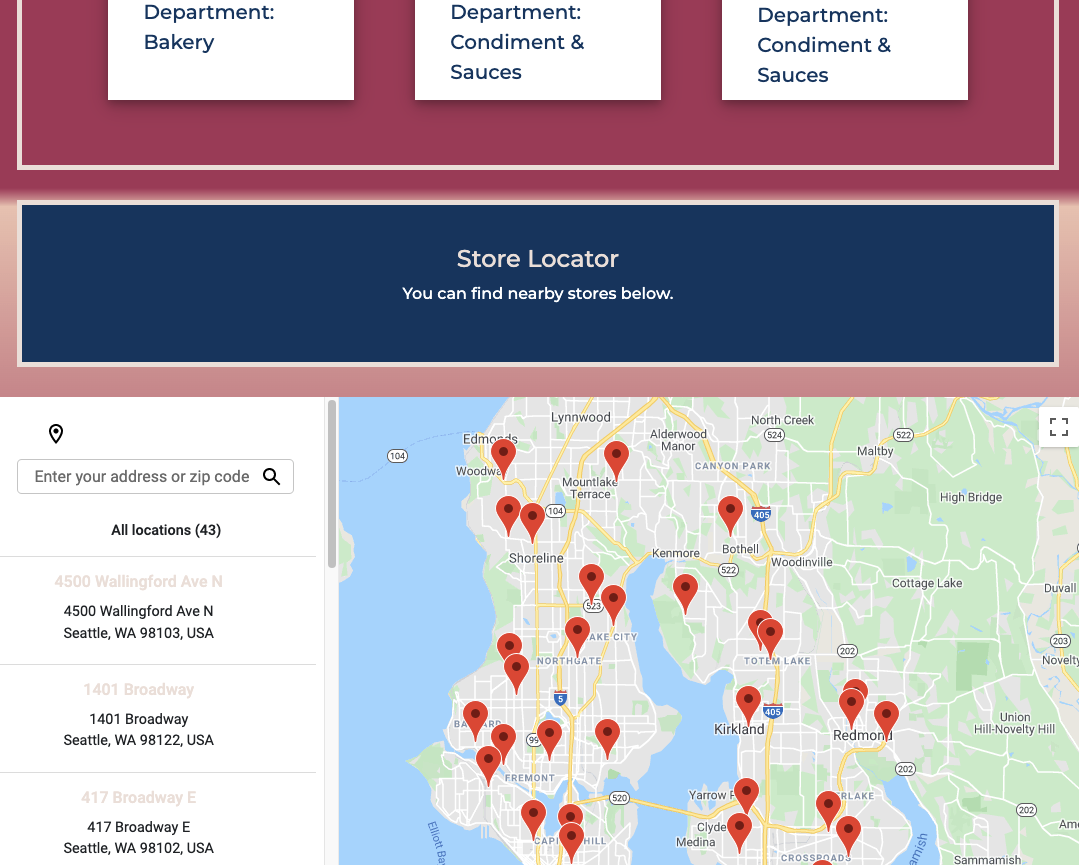 Department:
Bakery
Department:
Condiment &
Sauces
Department:
Condiment &
Sauces
Store Locator
You can find nearby stores below.
Enter your address or zip code
All locations (43)
4500 Wallingford Ave N
4500 Wallingford Ave N
Seattle, WA 98103, USA
1401 Broadway
1401 Broadway
Seattle, WA 98122, USA
417 Broadway E
417 Broadway E
Seattle, WA 98102, USA
Lynnwood
North Creek
524
522
Edmonds
Alderwood
Manor
Maltby
104
CANYON PARK
Mountlake
Terrace
High Bridge
104
405
Shoreline
Kenmore
Bothell
522
Woodinville
Cottage Lake
Duvall
523
LAKE CITY
203
NORTHGATE
TOTEM LAKE
202
Novelty
5
405
BALLARD
Kirkland
Redmond
Union
Hill-Novelty Hill
99
FREMONT
202
520
Yarrow
202
Clyde
Medina
CAPITOL HILL
CROSSROADS
Elliott Bay
Sammamish